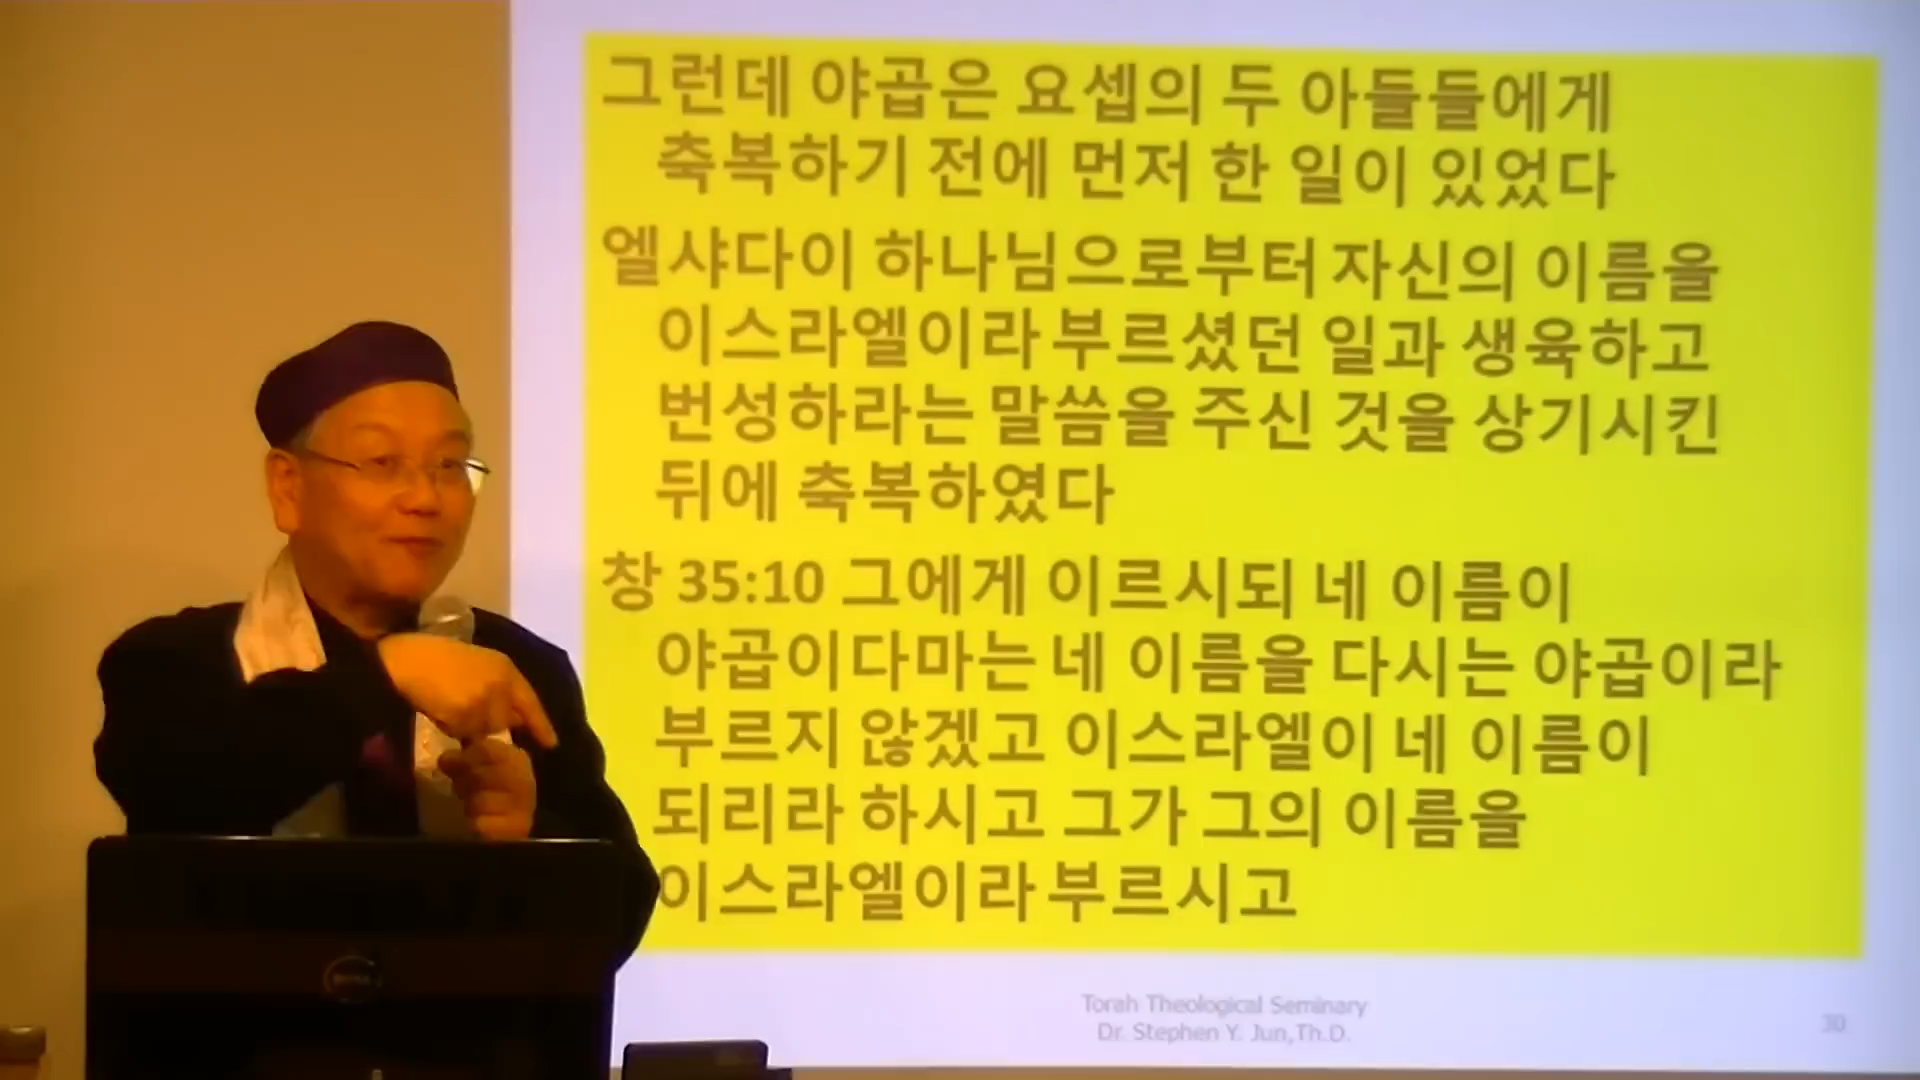 그런데 야곱은 요셉의 두 아들들에게
축복하기 전에 먼저 한 일이 있었다
엘샤다이 하나님으로부터 자신의 이름을
이스라엘이라 부르셨던 일과 생육하고
번성하라는 말씀을 주신 것을 상기시킨
뒤에 축복하였다
창 35:10 그에게 이르시되 네 이름이
야곱이다마는 네 이름을 다시는 야곱이라
부르지 않겠고 이스라엘이 네 이름이
되리라 하시고 그가 그의 이름을
이스라엘이라 부르시고
Torah Theological Seminary
Dr. Stephen Y. Jun,Th.D.
30